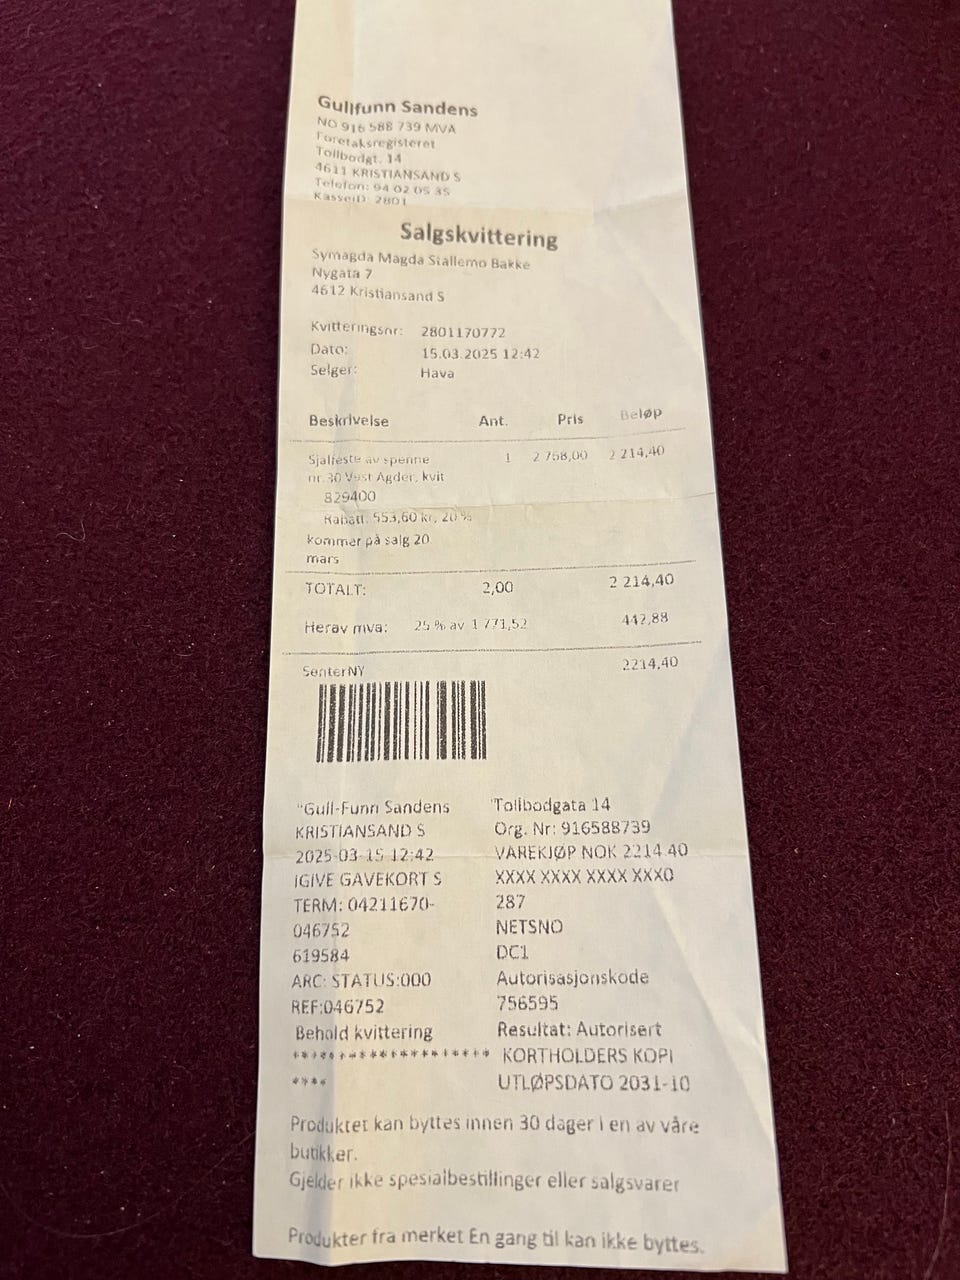 Gullfunn Sandens
NO 916 588 739 MVA
Foretaksregisteret
Tollbodgt. 14
4611 KRISTIANSAND S
Telefon: 94 02 05 35
KasseID: 2801
Salgskvittering
Symagda Magda Stallemo Bakke
Nygata 7
4612 Kristiansand S
Kvitteringsnr: 2801170772
Dato: 15.03.2025 12:42
Selger: Hava
Beskrivelse Ant. Pris Beløp
Sjalfeste av spenne 1 2 768,00 2 214,40
nr.30 Vest Agder, kvit
829400
Rabatt: 553,60 kr, 20 %
kommer på salg 20
mars
TOTALT: 2,00 2 214,40
Herav mva: 25 % av 1 771,52 442,88
SenterNY 2214,40
"Gull-Funn Sandens 'Tollbodgata 14
KRISTIANSAND S Org. Nr: 916588739
2025-03-15 12:42 VAREKJØP NOK 2214.40
IGIVE GAVEKORT S XXXX XXXX XXXX XXX0
TERM: 04211670- 287
046752 NETSNO
619584 DC1
ARC: STATUS:000 Autorisasjonskode
REF:046752 756595
Behold kvittering Resultat: Autorisert
********************* KORTHOLDERS KOPI
**** UTLØPSDATO 2031-10
Produktet kan byttes innen 30 dager i en av våre
butikker.
Gjelder ikke spesialbestillinger eller salgsvarer
Produkter fra merket En gang til kan ikke byttes.